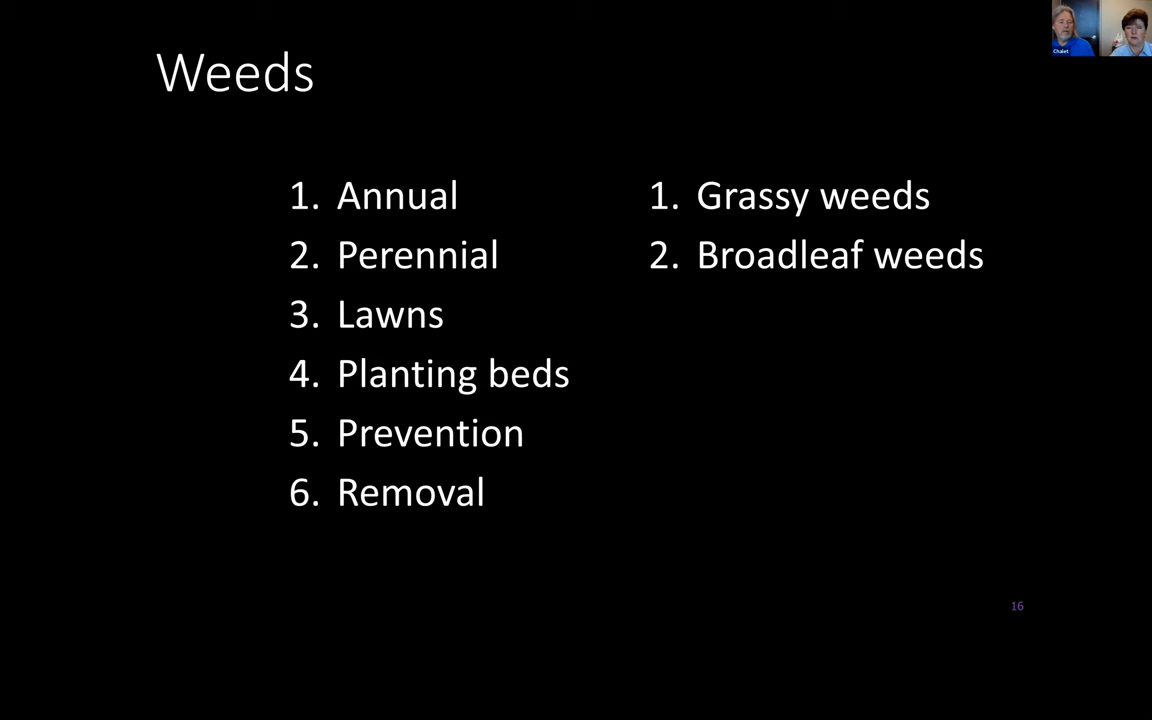 Weeds
1. Annual
2. Perennial
3. Lawns
4. Planting beds
5. Prevention
6. Removal
1. Grassy weeds
2. Broadleaf weeds
16
Chalet